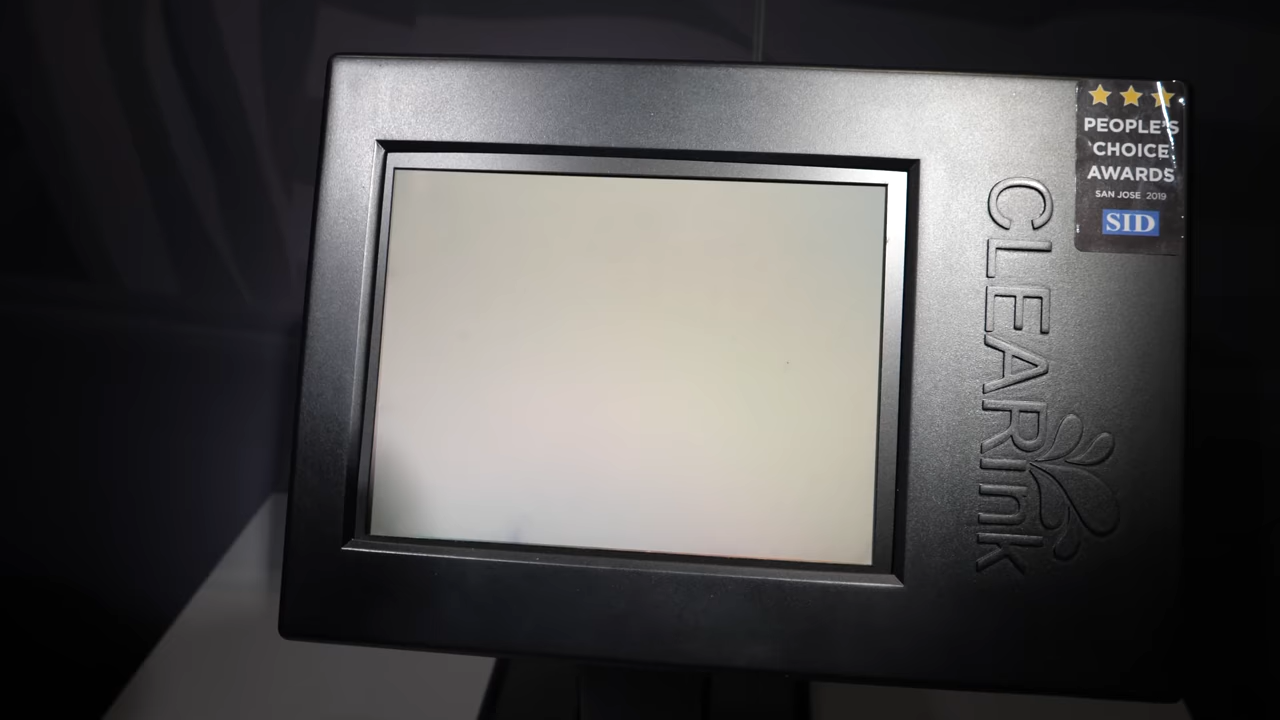 PEOPLE'S
CHOICE
AWARDS
SAN JOSE 2019
SID
CLEARink